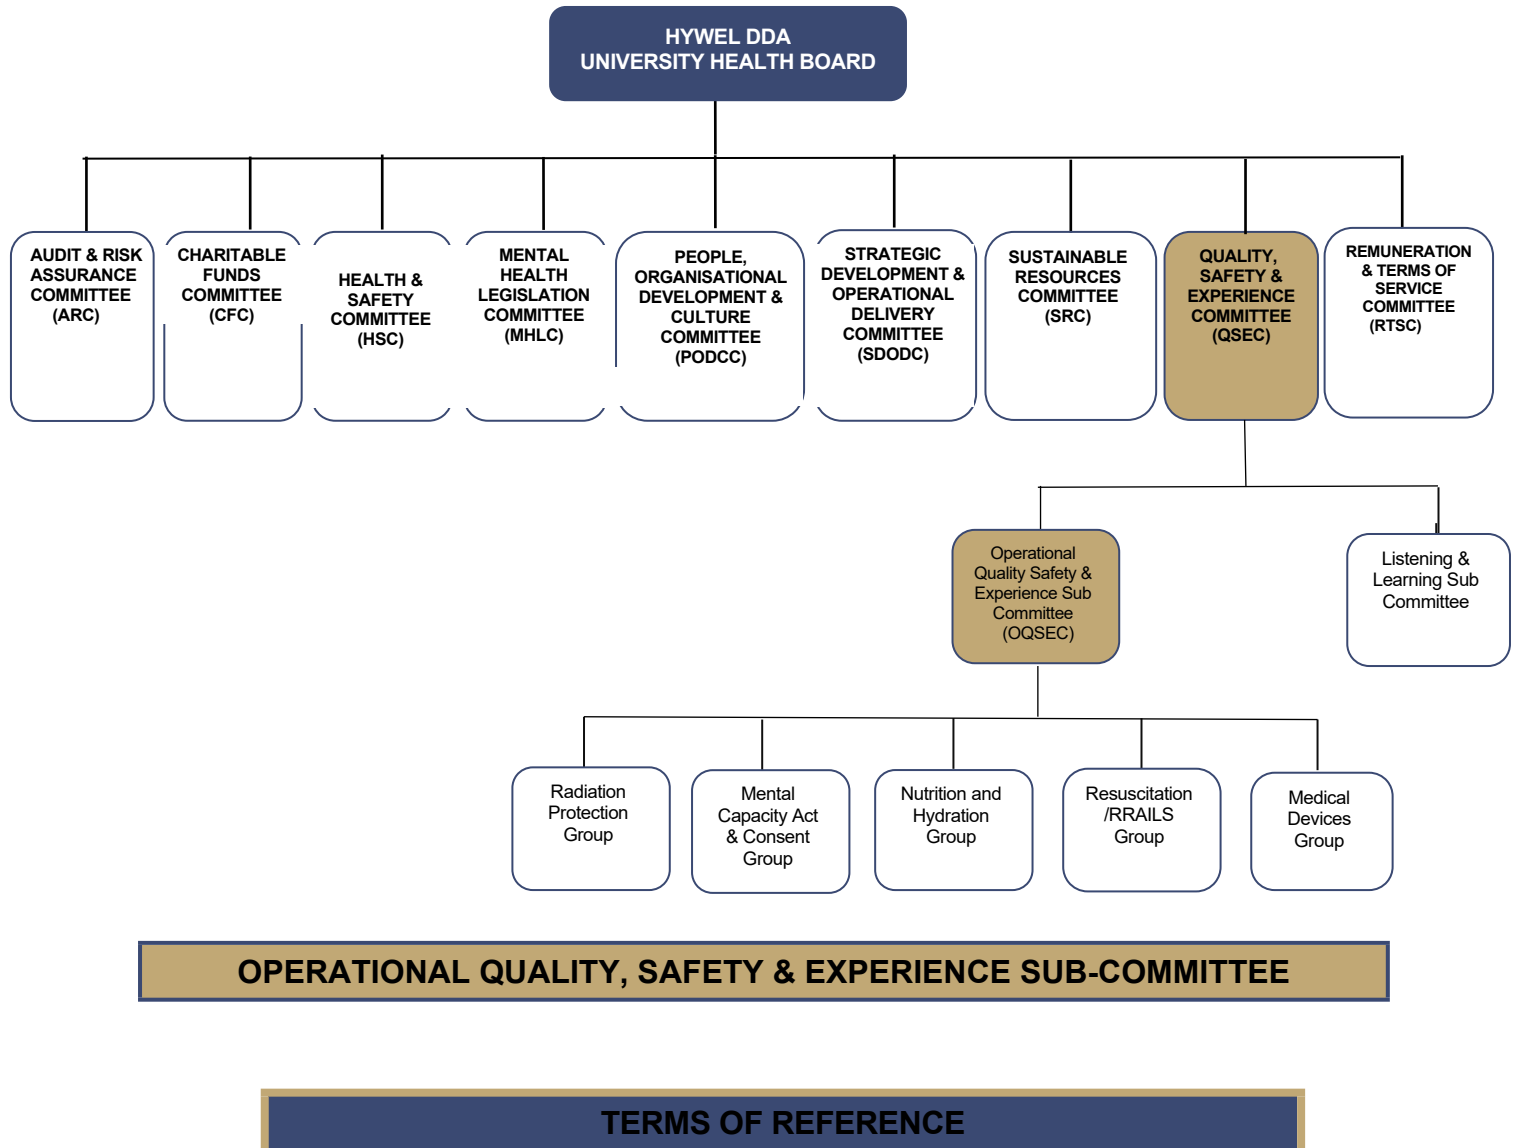 HYWEL DDA
UNIVERSITY HEALTH BOARD
AUDIT & RISK
ASSURANCE
COMMITTEE
(ARC)
CHARITABLE
FUNDS
COMMITTEE
(CFC)
HEALTH &
SAFETY
COMMITTEE
(HSC)
MENTAL
HEALTH
LEGISLATION
COMMITTEE
(MHLC)
PEOPLE,
ORGANISATIONAL
DEVELOPMENT &
CULTURE
COMMITTEE
(PODCC)
STRATEGIC
DEVELOPMENT &
OPERATIONAL
DELIVERY
COMMITTEE
(SDODC)
SUSTAINABLE
RESOURCES
COMMITTEE
(SRC)
QUALITY,
SAFETY &
EXPERIENCE
COMMITTEE
(QSEC)
REMUNERATION
& TERMS OF
SERVICE
COMMITTEE
(RTSC)
Operational
Quality Safety &
Experience Sub
Committee
(OQSEC)
Listening &
Learning Sub
Committee
Radiation
Protection
Group
Mental
Capacity Act
& Consent
Group
Nutrition and
Hydration
Group
Resuscitation
/RRAILS
Group
Medical
Devices
Group
OPERATIONAL QUALITY, SAFETY & EXPERIENCE SUB-COMMITTEE
TERMS OF REFERENCE